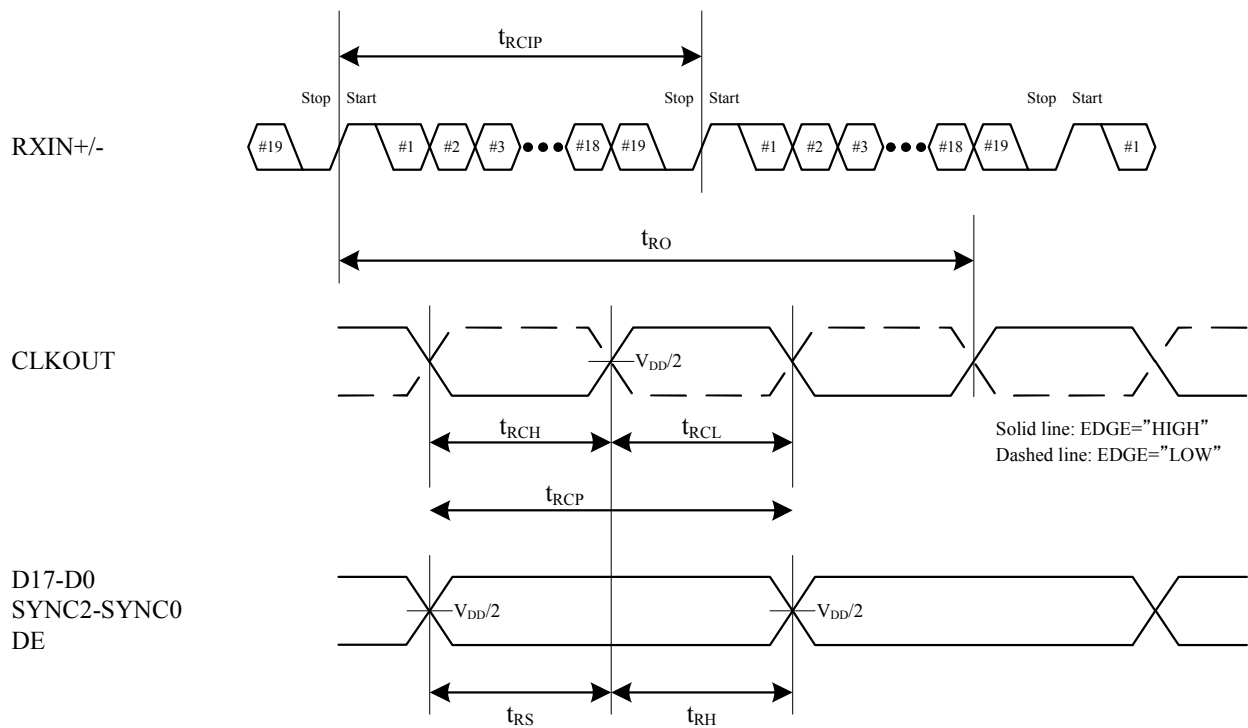 tRCIP
Stop Start Stop Start Stop Start
RXIN+/- #19 #1 #2 #3 #18 #19 #1 #2 #3 #18 #19 #1
tRO
CLKOUT VDD/2
tRCH tRCL
Solid line: EDGE="HIGH"
Dashed line: EDGE="LOW"
tRCP
D17-D0
SYNC2-SYNC0 VDD/2 VDD/2
DE
tRS tRH